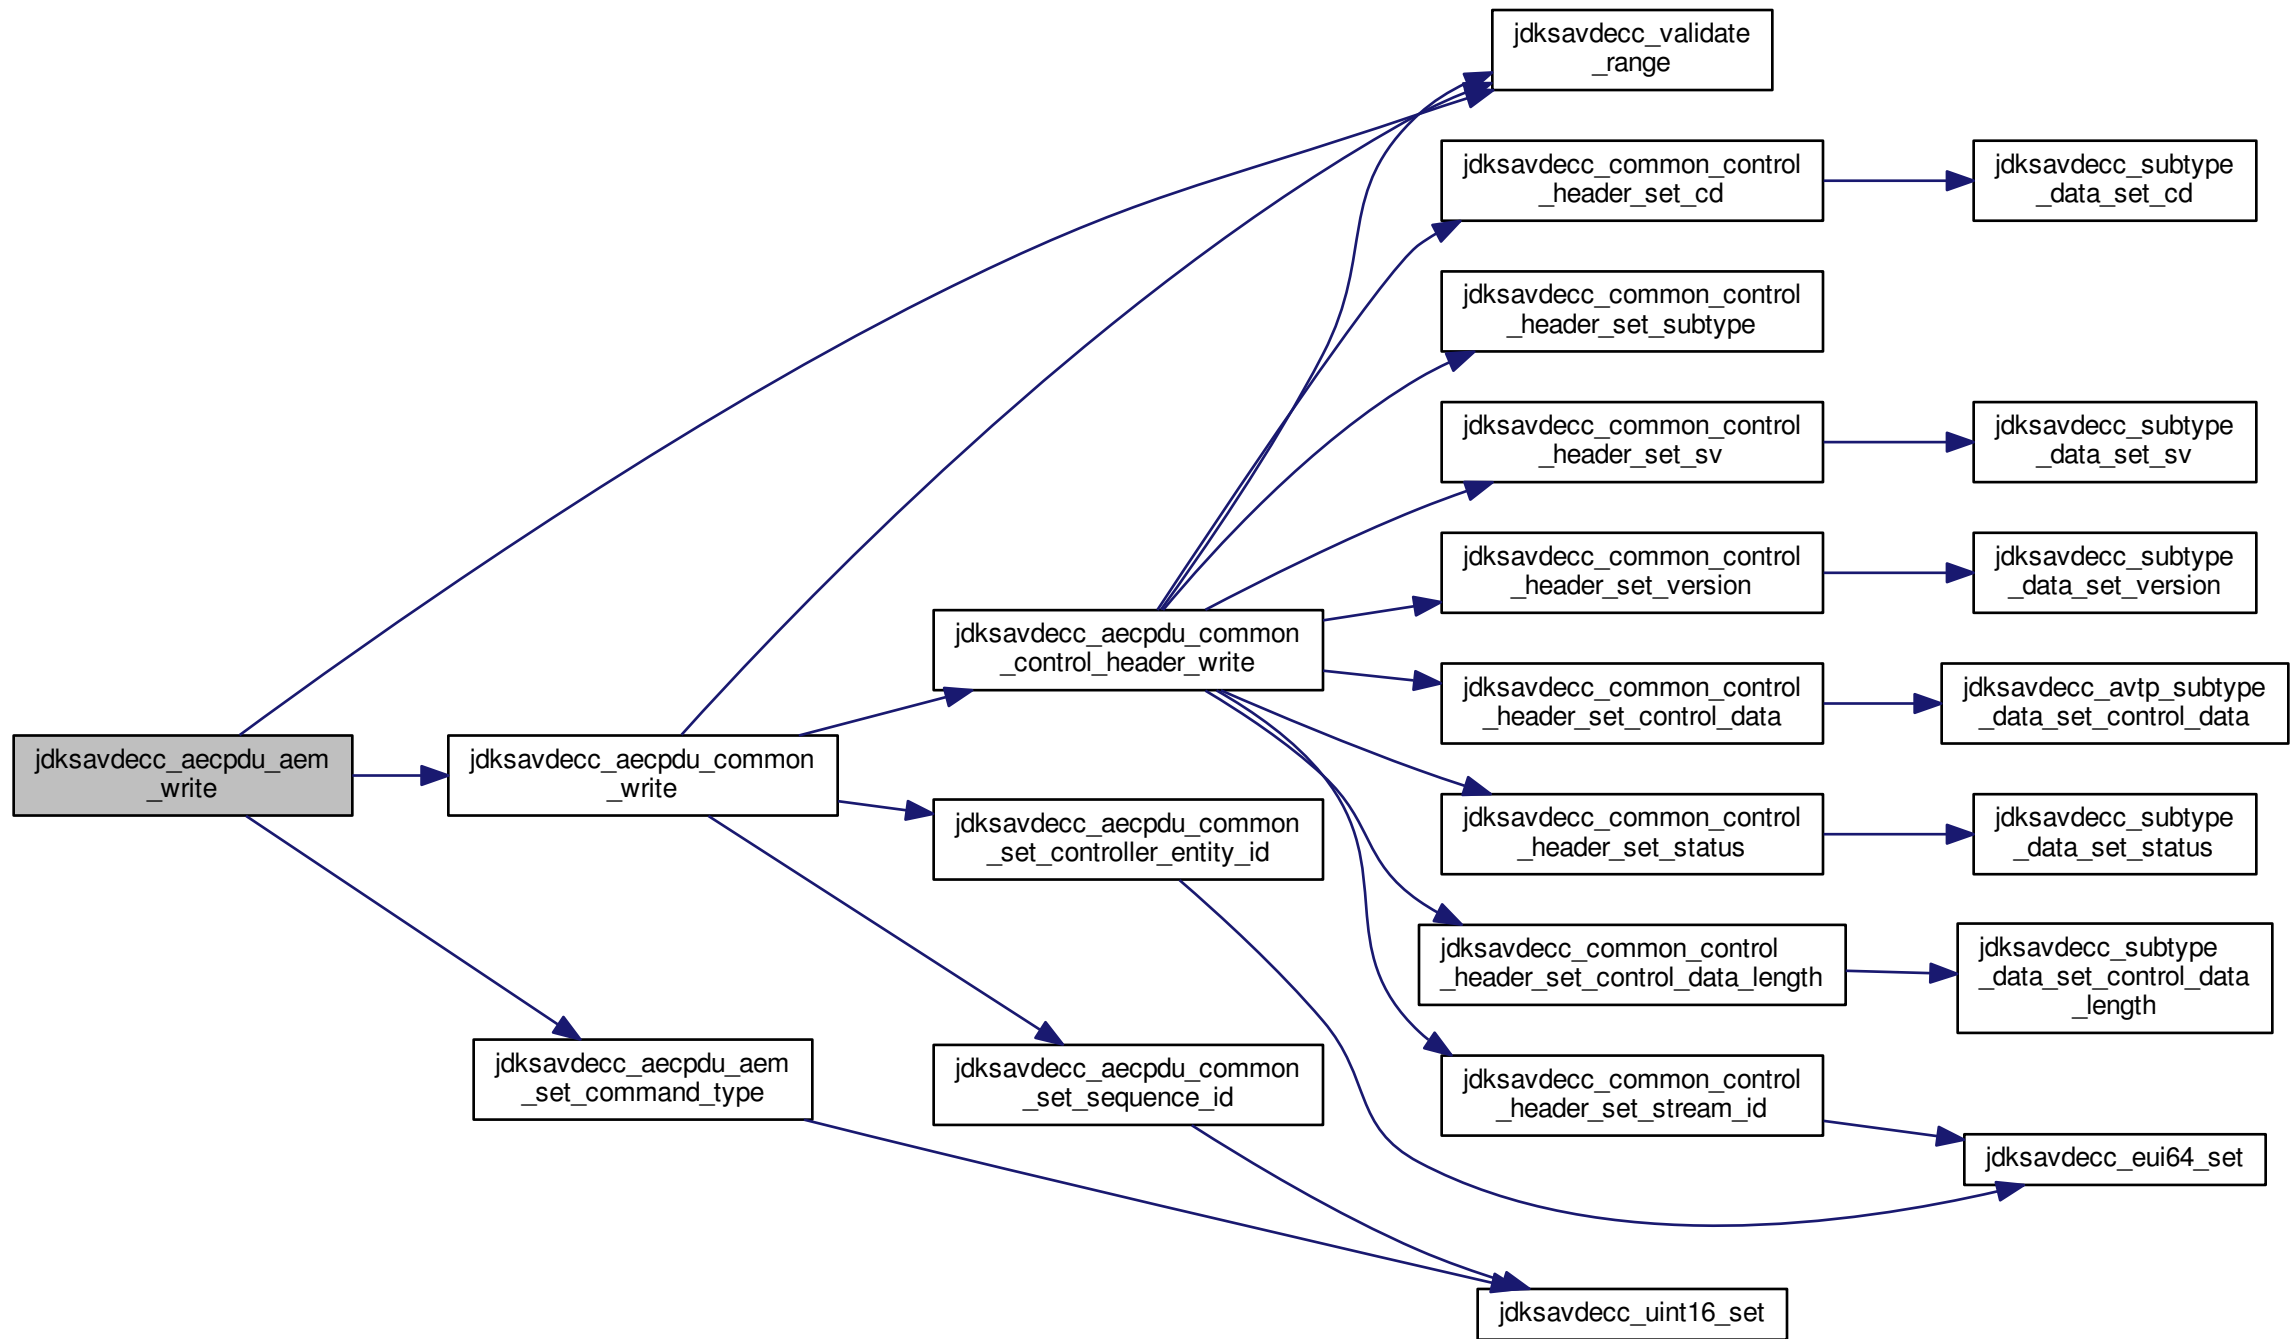 jdksavdecc_aecpdu_aem
_write
jdksavdecc_aecpdu_common
_write
jdksavdecc_aecpdu_aem
_set_command_type
jdksavdecc_aecpdu_common
_control_header_write
jdksavdecc_aecpdu_common
_set_controller_entity_id
jdksavdecc_aecpdu_common
_set_sequence_id
jdksavdecc_validate
_range
jdksavdecc_common_control
_header_set_cd
jdksavdecc_common_control
_header_set_subtype
jdksavdecc_common_control
_header_set_sv
jdksavdecc_common_control
_header_set_version
jdksavdecc_common_control
_header_set_control_data
jdksavdecc_common_control
_header_set_status
jdksavdecc_common_control
_header_set_control_data_length
jdksavdecc_common_control
_header_set_stream_id
jdksavdecc_uint16_set
jdksavdecc_subtype
_data_set_cd
jdksavdecc_subtype
_data_set_sv
jdksavdecc_subtype
_data_set_version
jdksavdecc_avtp_subtype
_data_set_control_data
jdksavdecc_subtype
_data_set_status
jdksavdecc_subtype
_data_set_control_data
_length
jdksavdecc_eui64_set